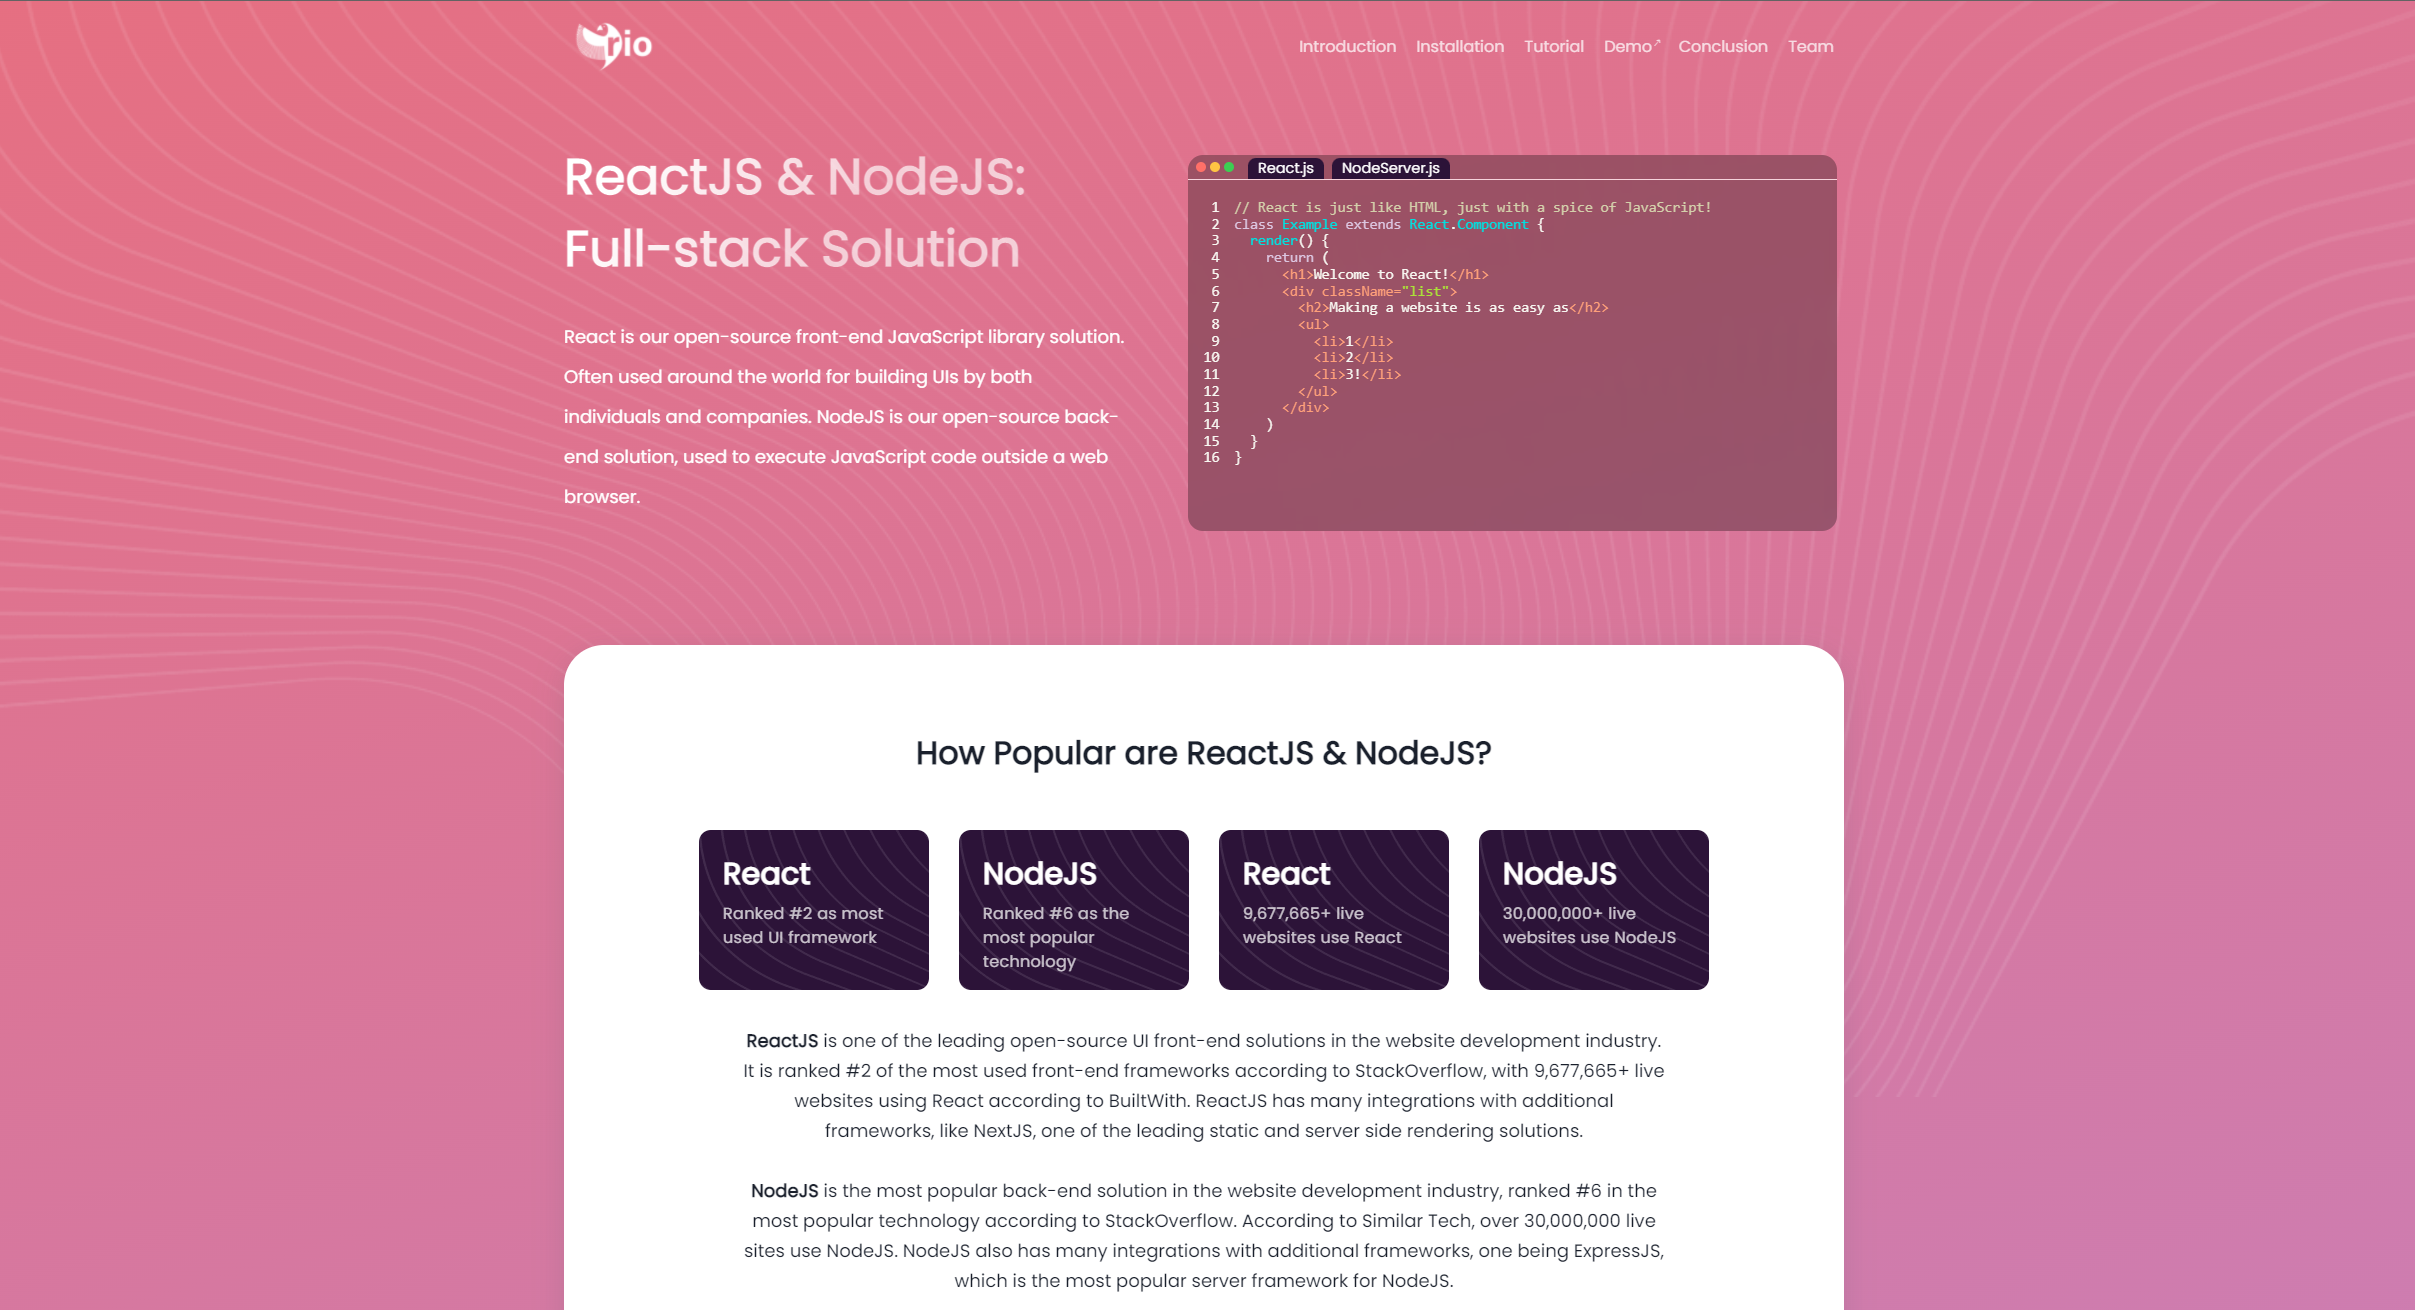 rio
Introduction Installation Tutorial Demo↗ Conclusion Team
ReactJS & NodeJS:
Full-stack Solution
React is our open-source front-end JavaScript library solution.
Often used around the world for building UIs by both
individuals and companies. NodeJS is our open-source back-
end solution, used to execute JavaScript code outside a web
browser.
React.js NodeServer.js
1 // React is just like HTML, just with a spice of JavaScript!
2 class Example extends React.Component {
3 render() {
4 return (
5 <h1>Welcome to React!</h1>
6 <div className="list">
7 <h2>Making a website is as easy as</h2>
8 <ul>
9 <li>1</li>
10 <li>2</li>
11 <li>3!</li>
12 </ul>
13 </div>
14 )
15 }
16 }
How Popular are ReactJS & NodeJS?
React
Ranked #2 as most
used UI framework
NodeJS
Ranked #6 as the
most popular
technology
React
9,677,665+ live
websites use React
NodeJS
30,000,000+ live
websites use NodeJS
ReactJS is one of the leading open-source UI front-end solutions in the website development industry.
It is ranked #2 of the most used front-end frameworks according to StackOverflow, with 9,677,665+ live
websites using React according to BuiltWith. ReactJS has many integrations with additional
frameworks, like NextJS, one of the leading static and server side rendering solutions.
NodeJS is the most popular back-end solution in the website development industry, ranked #6 in the
most popular technology according to StackOverflow. According to Similar Tech, over 30,000,000 live
sites use NodeJS. NodeJS also has many integrations with additional frameworks, one being ExpressJS,
which is the most popular server framework for NodeJS.